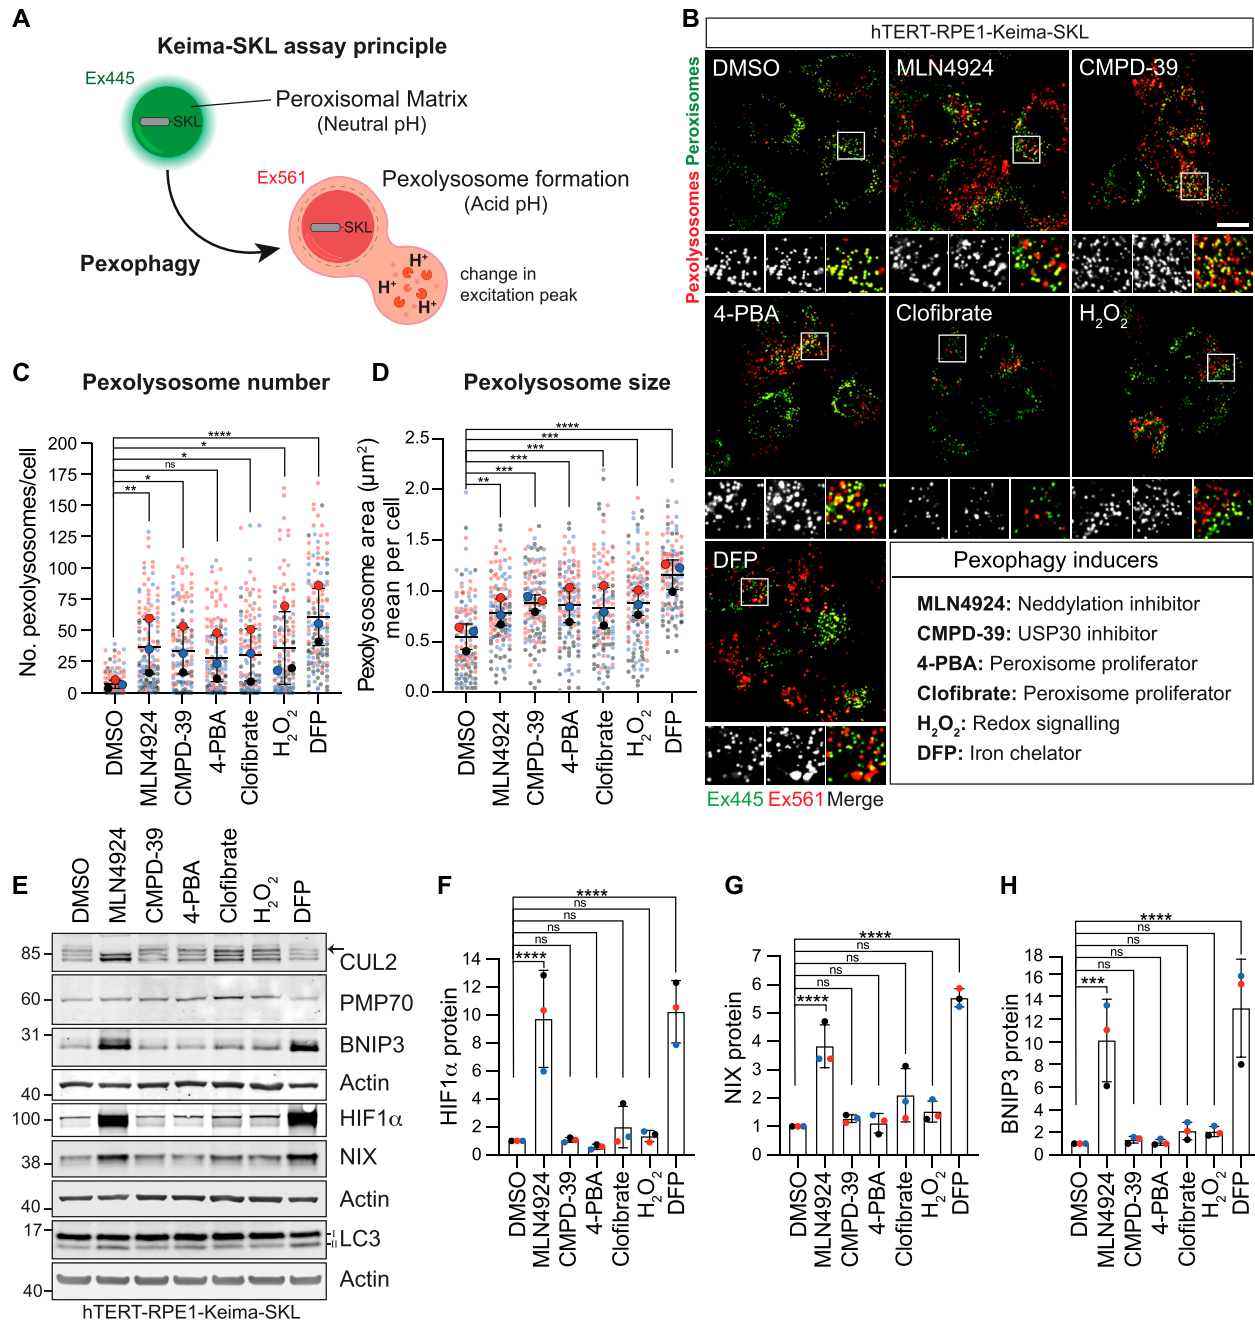 A
Keima-SKL assay principle
Ex445
SKL
Peroxisomal Matrix
(Neutral pH)
Ex561
SKL
Pexolysosome formation
(Acid pH)
Pexophagy
H+
H+
H+
change in
excitation peak
B
hTERT-RPE1-Keima-SKL
Pexolysosomes Peroxisomes
DMSO
MLN4924
CMPD-39
4-PBA
Clofibrate
H2O2
DFP
Ex445 Ex561 Merge
Pexophagy inducers
MLN4924: Neddylation inhibitor
CMPD-39: USP30 inhibitor
4-PBA: Peroxisome proliferator
Clofibrate: Peroxisome proliferator
H2O2: Redox signalling
DFP: Iron chelator
C
Pexolysosome number
No. pexolysosomes/cell
200
175
150
125
100
75
50
25
0
****
*
*
ns
*
**
DMSO
MLN4924
CMPD-39
4-PBA
Clofibrate
H2O2
DFP
D
Pexolysosome size
Pexolysosome area (μm2)
mean per cell
2.5
2.0
1.5
1.0
0.5
0.0
****
***
***
***
***
**
DMSO
MLN4924
CMPD-39
4-PBA
Clofibrate
H2O2
DFP
E
DMSO
MLN4924
CMPD-39
4-PBA
Clofibrate
H2O2
DFP
85
CUL2
60
PMP70
31
BNIP3
40
Actin
100
HIF1α
38
NIX
40
Actin
17
I
II
LC3
40
Actin
hTERT-RPE1-Keima-SKL
F
HIF1α protein
14
12
10
8
6
4
2
0
****
ns
ns
ns
ns
****
DMSO
MLN4924
CMPD-39
4-PBA
Clofibrate
H2O2
DFP
G
NIX protein
7
6
5
4
3
2
1
0
****
ns
ns
ns
ns
****
DMSO
MLN4924
CMPD-39
4-PBA
Clofibrate
H2O2
DFP
H
BNIP3 protein
18
16
14
12
10
8
6
4
2
0
****
ns
ns
ns
ns
***
DMSO
MLN4924
CMPD-39
4-PBA
Clofibrate
H2O2
DFP